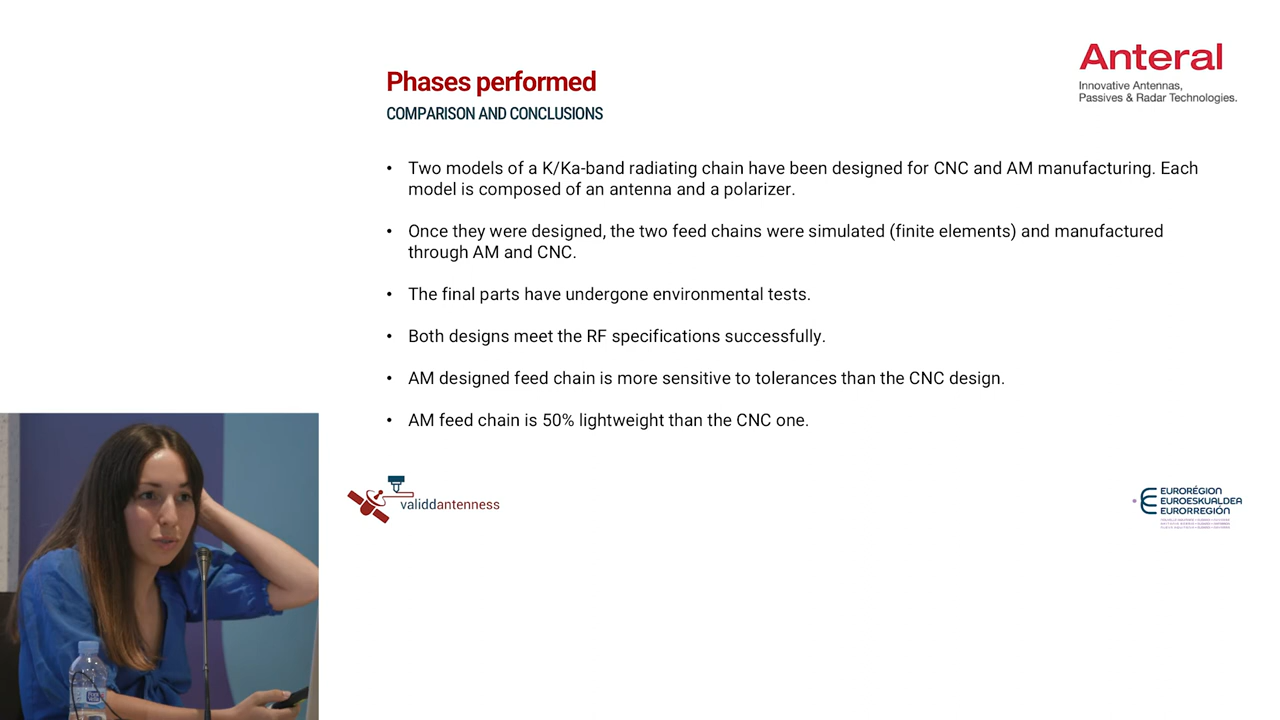 Anteral
Innovative Antennas,
Passives & Radar Technologies.
Phases performed
COMPARISON AND CONCLUSIONS
• Two models of a K/Ka-band radiating chain have been designed for CNC and AM manufacturing. Each
model is composed of an antenna and a polarizer.
• Once they were designed, the two feed chains were simulated (finite elements) and manufactured
through AM and CNC.
• The final parts have undergone environmental tests.
• Both designs meet the RF specifications successfully.
• AM designed feed chain is more sensitive to tolerances than the CNC design.
• AM feed chain is 50% lightweight than the CNC one.
validdantenness
EURORÉGION
EUROESKUALDEA
EURORREGIÓN